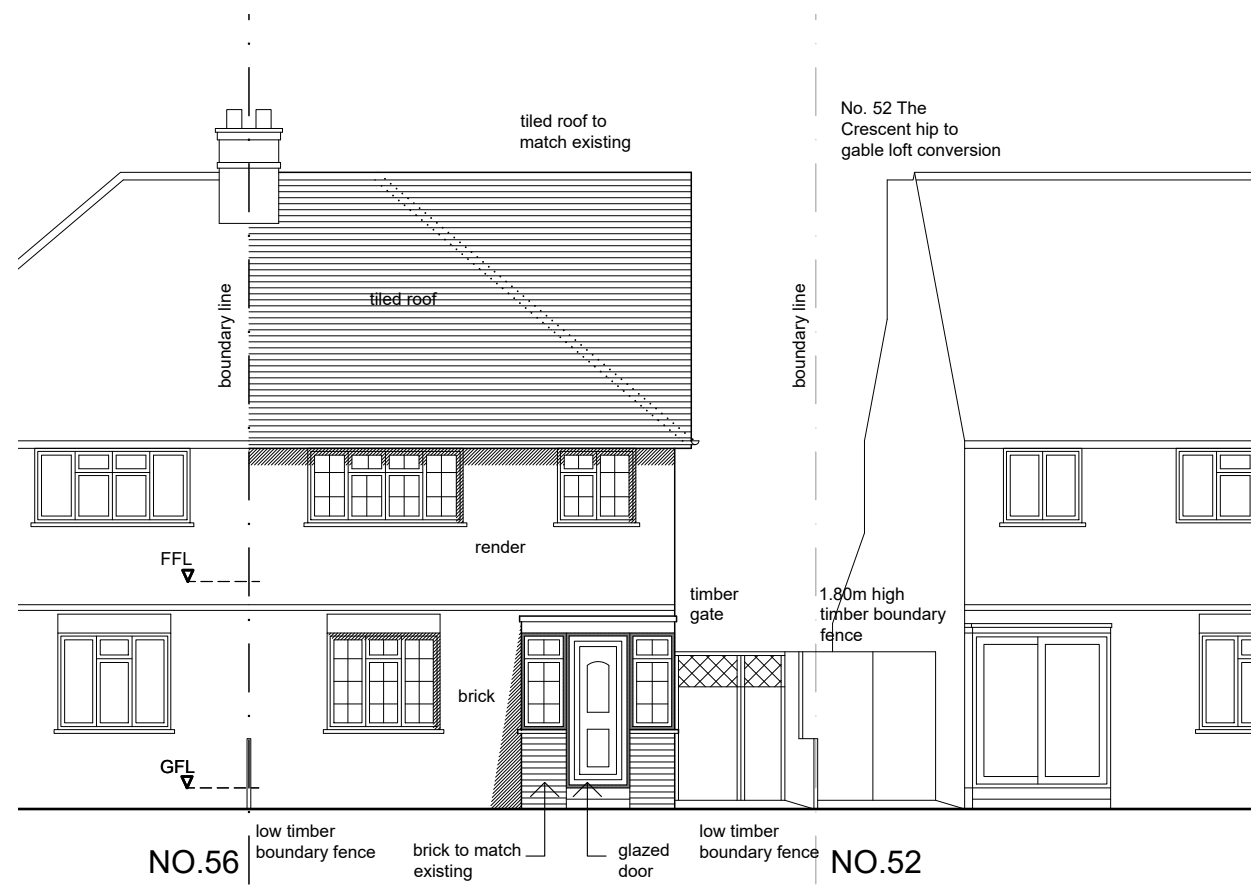 tiled roof to
match existing
No. 52 The
Crescent hip to
gable loft conversion
boundary line
tiled roof
boundary line
render
FFL
timber
gate
1.80m high
timber boundary
fence
brick
GFL
low timber
boundary fence
brick to match
existing
glazed
door
low timber
boundary fence
NO.56
NO.52